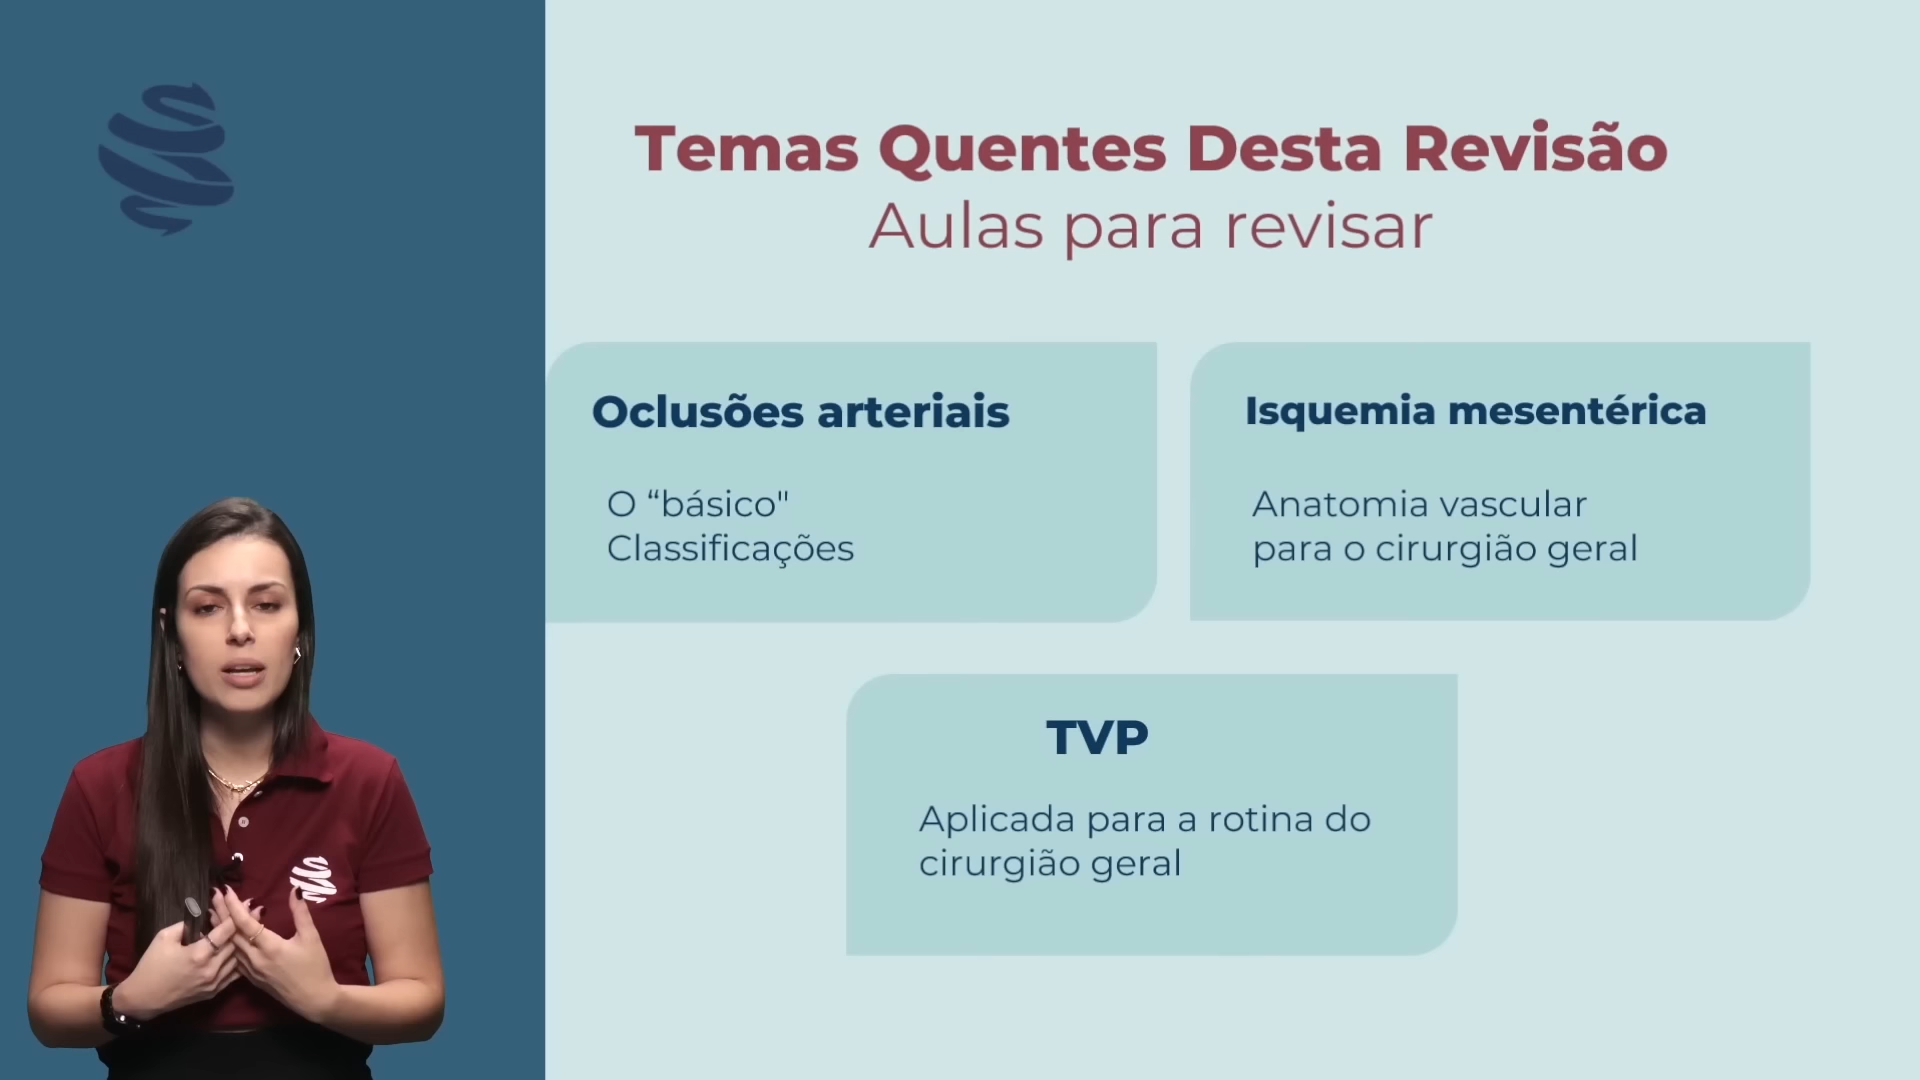 Temas Quentes Desta Revisão
Aulas para revisar
Oclusões arteriais
O “básico"
Classificações
Isquemia mesentérica
Anatomia vascular
para o cirurgião geral
TVP
Aplicada para a rotina do
cirurgião geral